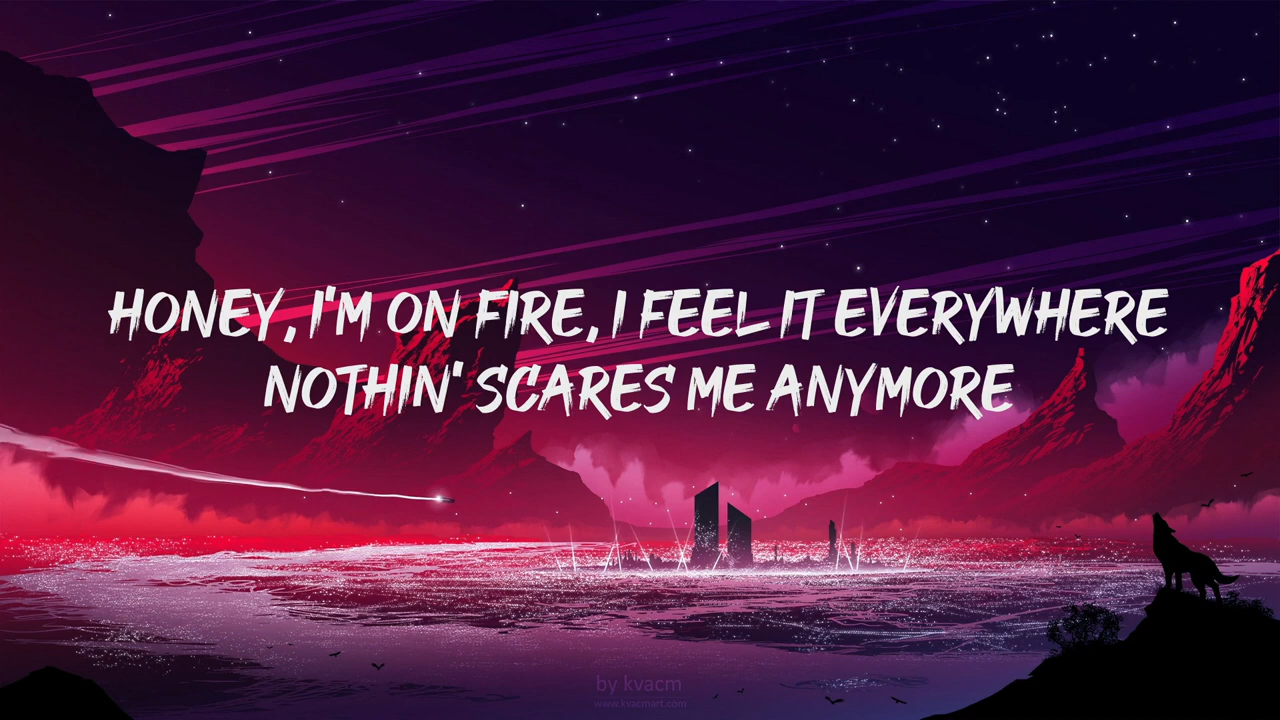 HONEY, I'M ON FIRE, I FEEL IT EVERYWHERE
NOTHIN' SCARES ME ANYMORE
by kvacm
www.kvacmart.com